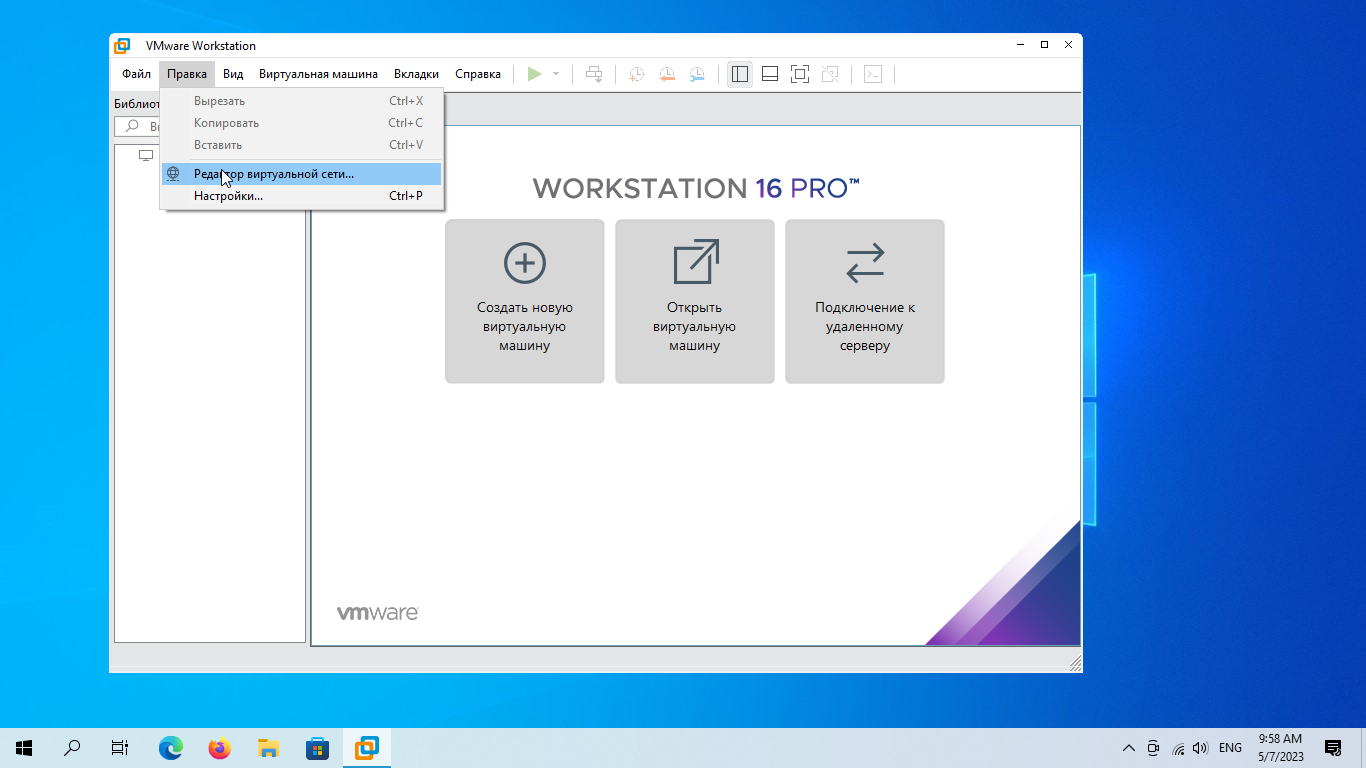 VMware Workstation
Файл Правка Вид Виртуальная машина Вкладки Справка
Вырезать Ctrl+X
Копировать Ctrl+C
Вставить Ctrl+V
Редактор виртуальной сети...
Настройки... Ctrl+P
WORKSTATION 16 PRO™
Создать новую
виртуальную
машину
Открыть
виртуальную
машину
Подключение к
удаленному
серверу
vmware
ENG
9:58 AM
5/7/2023